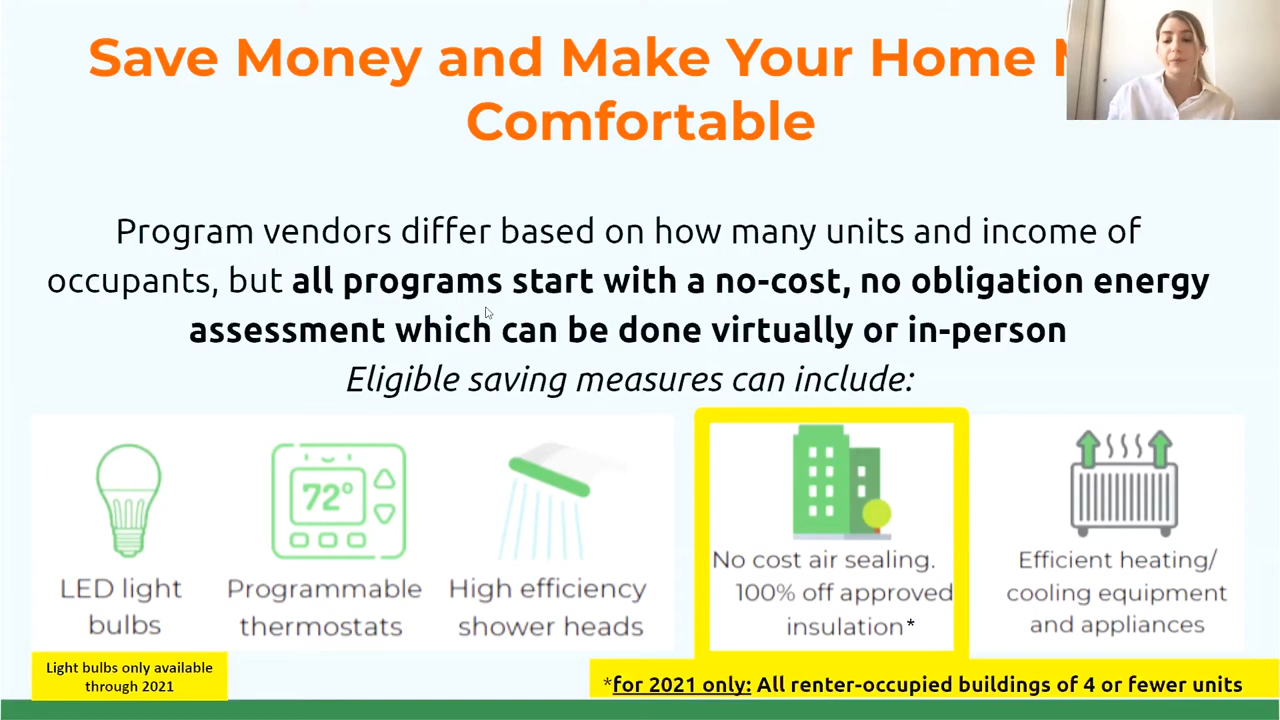 Save Money and Make Your Home
Comfortable
Program vendors differ based on how many units and income of
occupants, but all programs start with a no-cost, no obligation energy
assessment which can be done virtually or in-person
Eligible saving measures can include:
72°
LED light
bulbs
Programmable
thermostats
High efficiency
shower heads
No cost air sealing.
100% off approved
insulation*
Efficient heating/
cooling equipment
and appliances
Light bulbs only available
through 2021
*for 2021 only: All renter-occupied buildings of 4 or fewer units